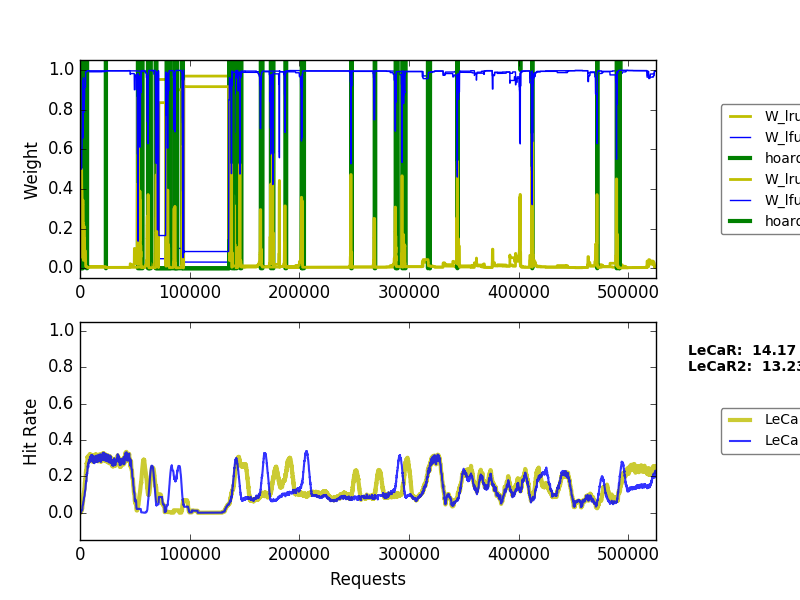 1.0
0.8
0.6
0.4
0.2
0.0
Weight
0 100000 200000 300000 400000 500000
W_lru
W_lfu
hoard
W_lru
W_lfu
hoard
1.0
0.8
0.6
0.4
0.2
0.0
Hit Rate
0 100000 200000 300000 400000 500000
Requests
LeCaR: 14.17
LeCaR2: 13.23
LeCa
LeCa